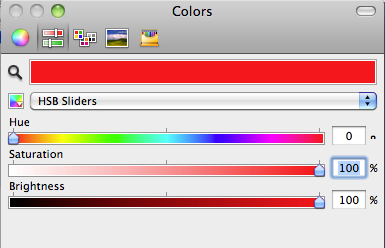 Colors
HSB Sliders
Hue
0 °
Saturation
100 %
Brightness
100 %